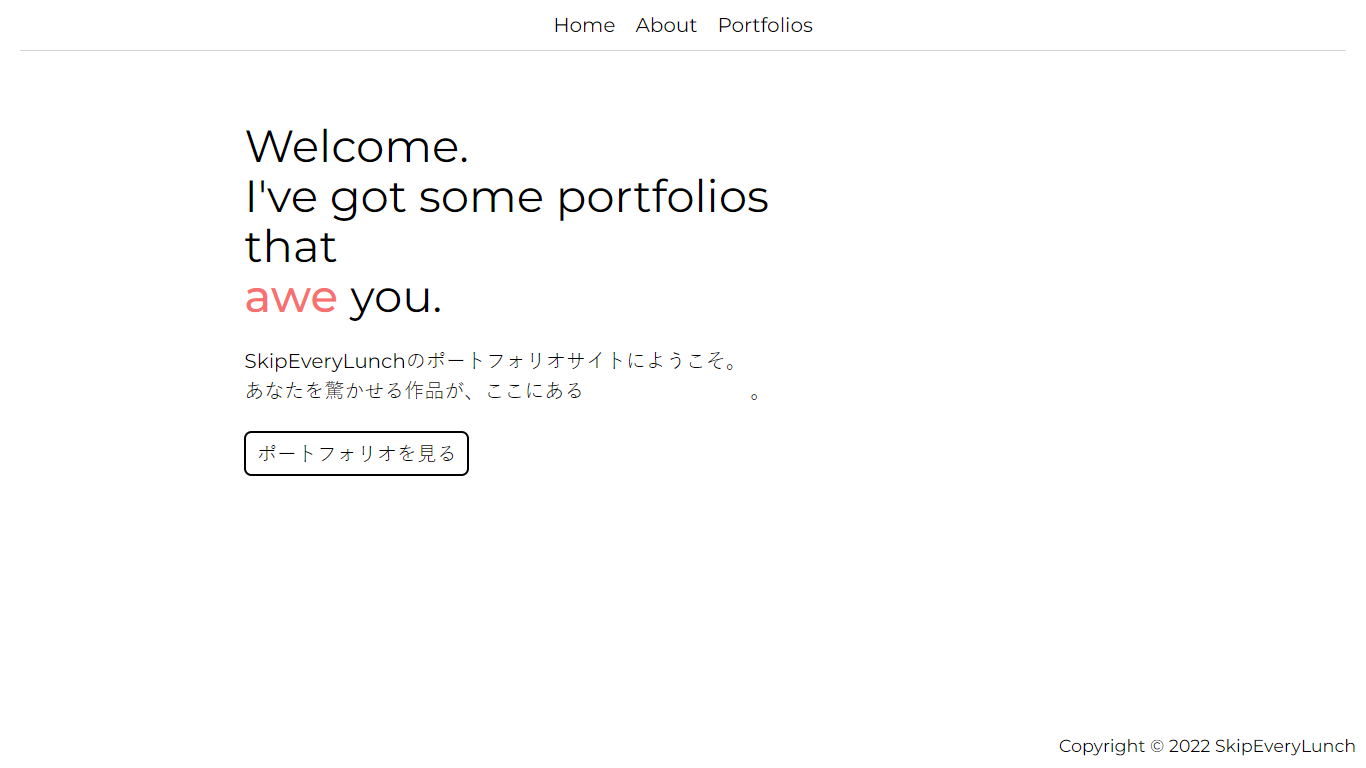 Home About Portfolios
Welcome.
I've got some portfolios
that
awe you.
SkipEveryLunchのポートフォリオサイトにようこそ。
あなたを驚かせる作品が、ここにある 。
ポートフォリオを見る
Copyright © 2022 SkipEveryLunch